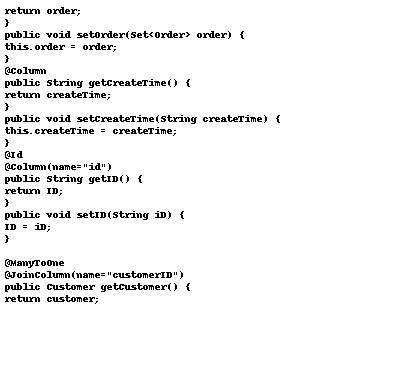 return order;
}
public void setOrder(Set<Order> order) {
this.order = order;
}
@Column
public String getCreateTime() {
return createTime;
}
public void setCreateTime(String createTime) {
this.createTime = createTime;
}
@Id
@Column(name="id")
public String getID() {
return ID;
}
public void setID(String iD) {
ID = iD;
}

@ManyToOne
@JoinColumn(name="customerID")
public Customer getCustomer() {
return customer;